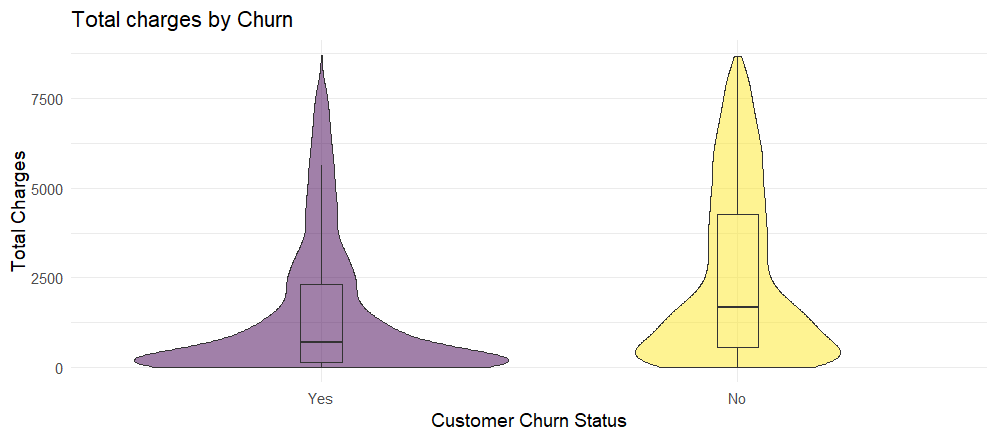 Total charges by Churn
Total Charges
7500
5000
2500
0
Yes
No
Customer Churn Status